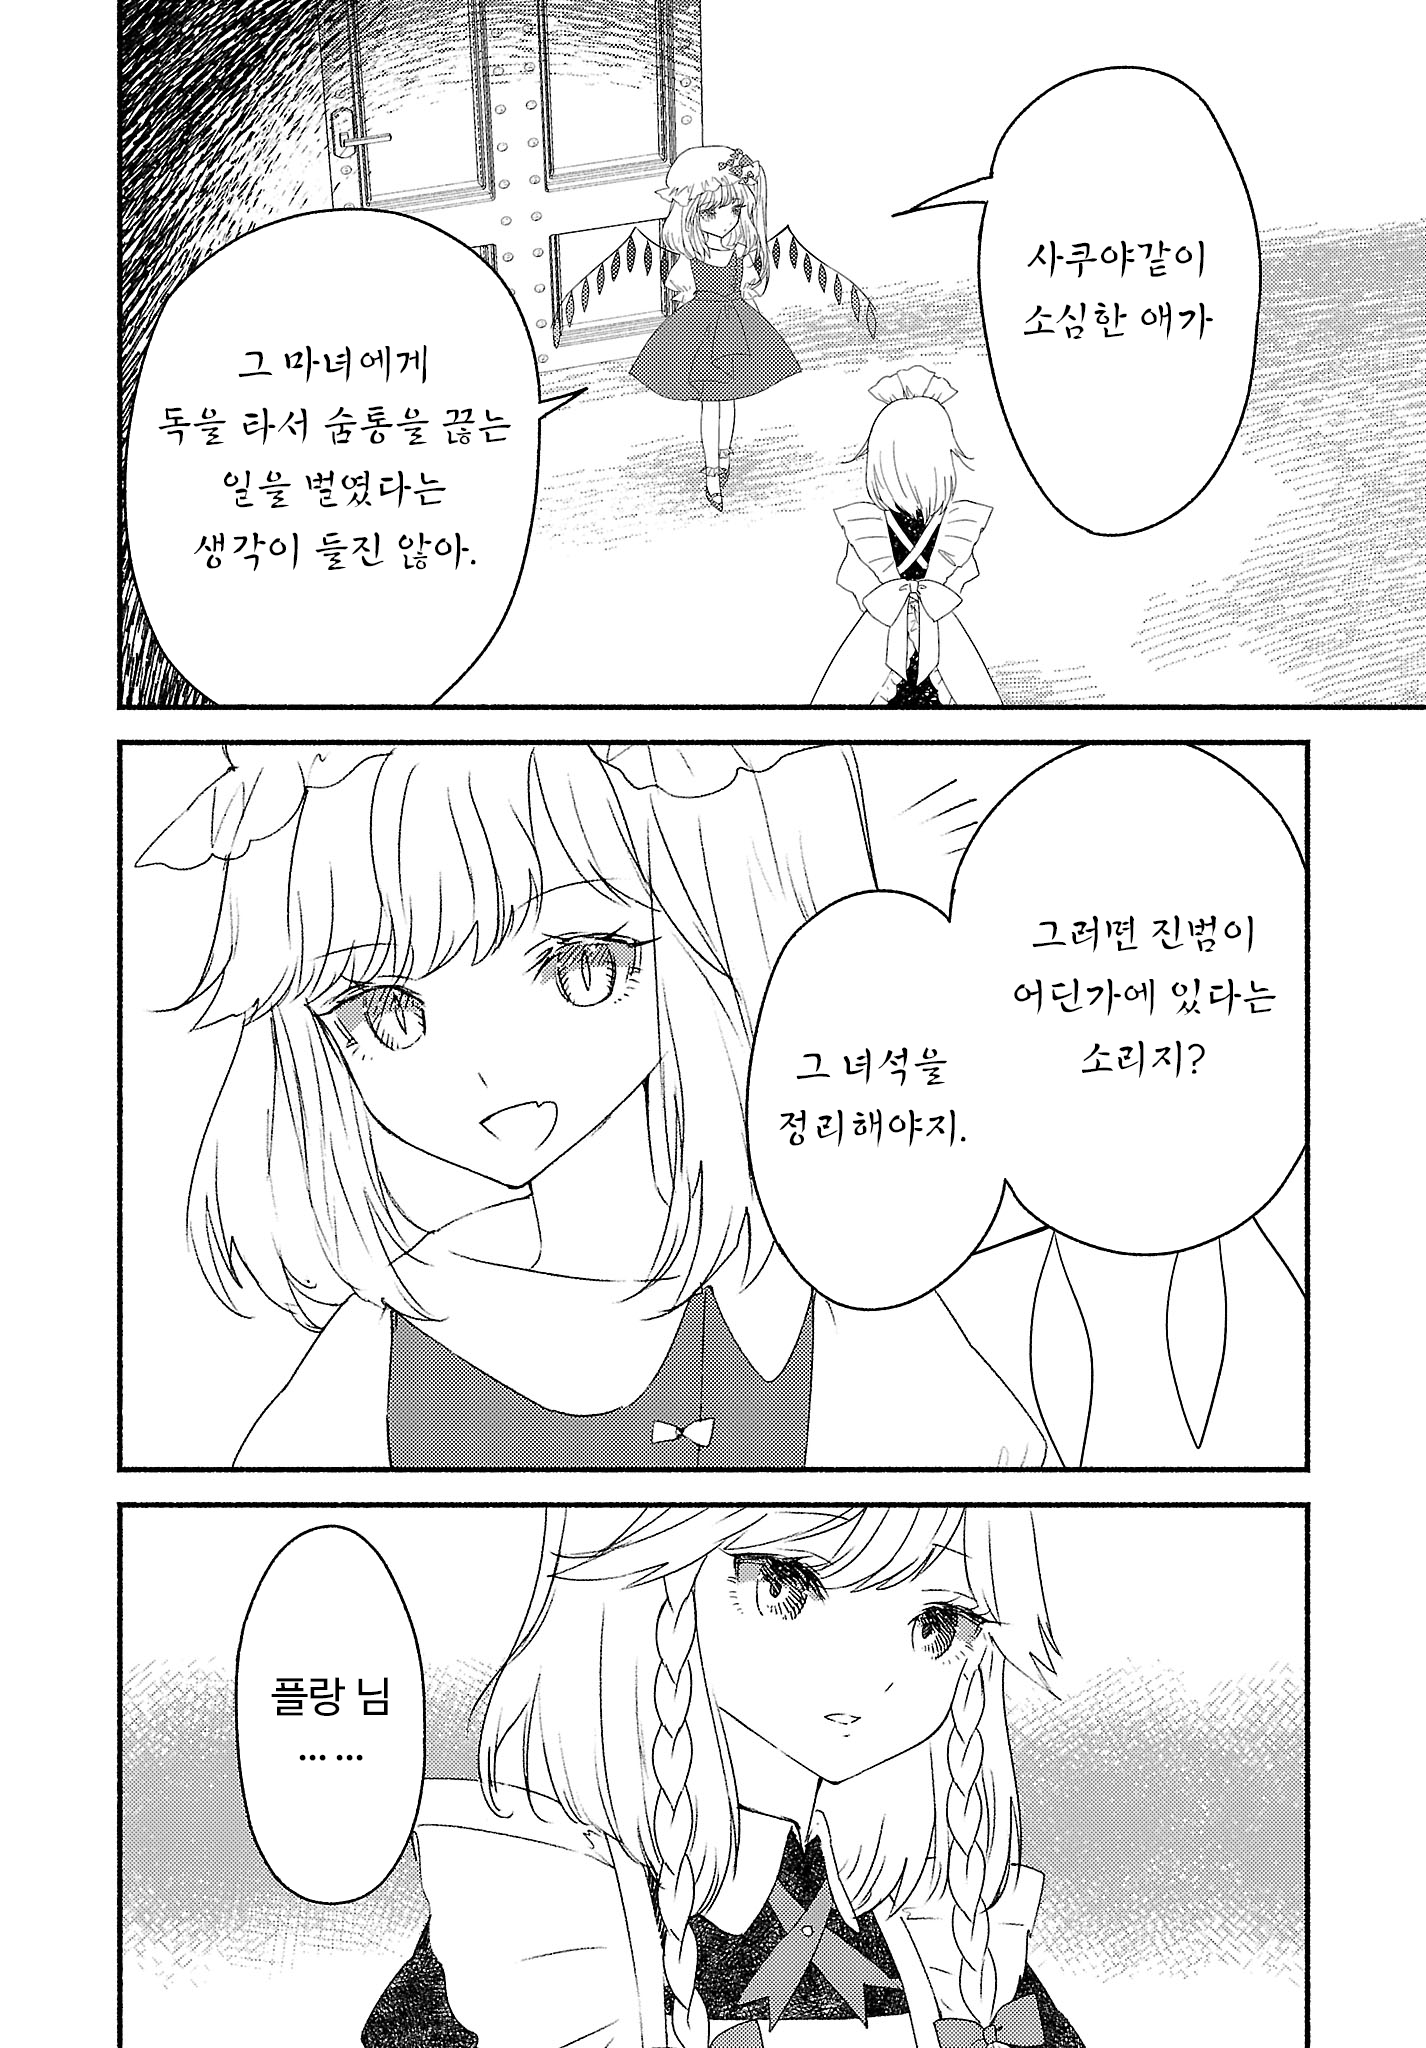 사쿠야같이
소심한 애가
그 마녀에게
독을 타서 숨통을 끊는
일을 벌였다는
생각이 들진 않아.
그러면 진범이
어딘가에 있다는
소리지?
그 녀석을
정리해야지.
플랑 님
... ...